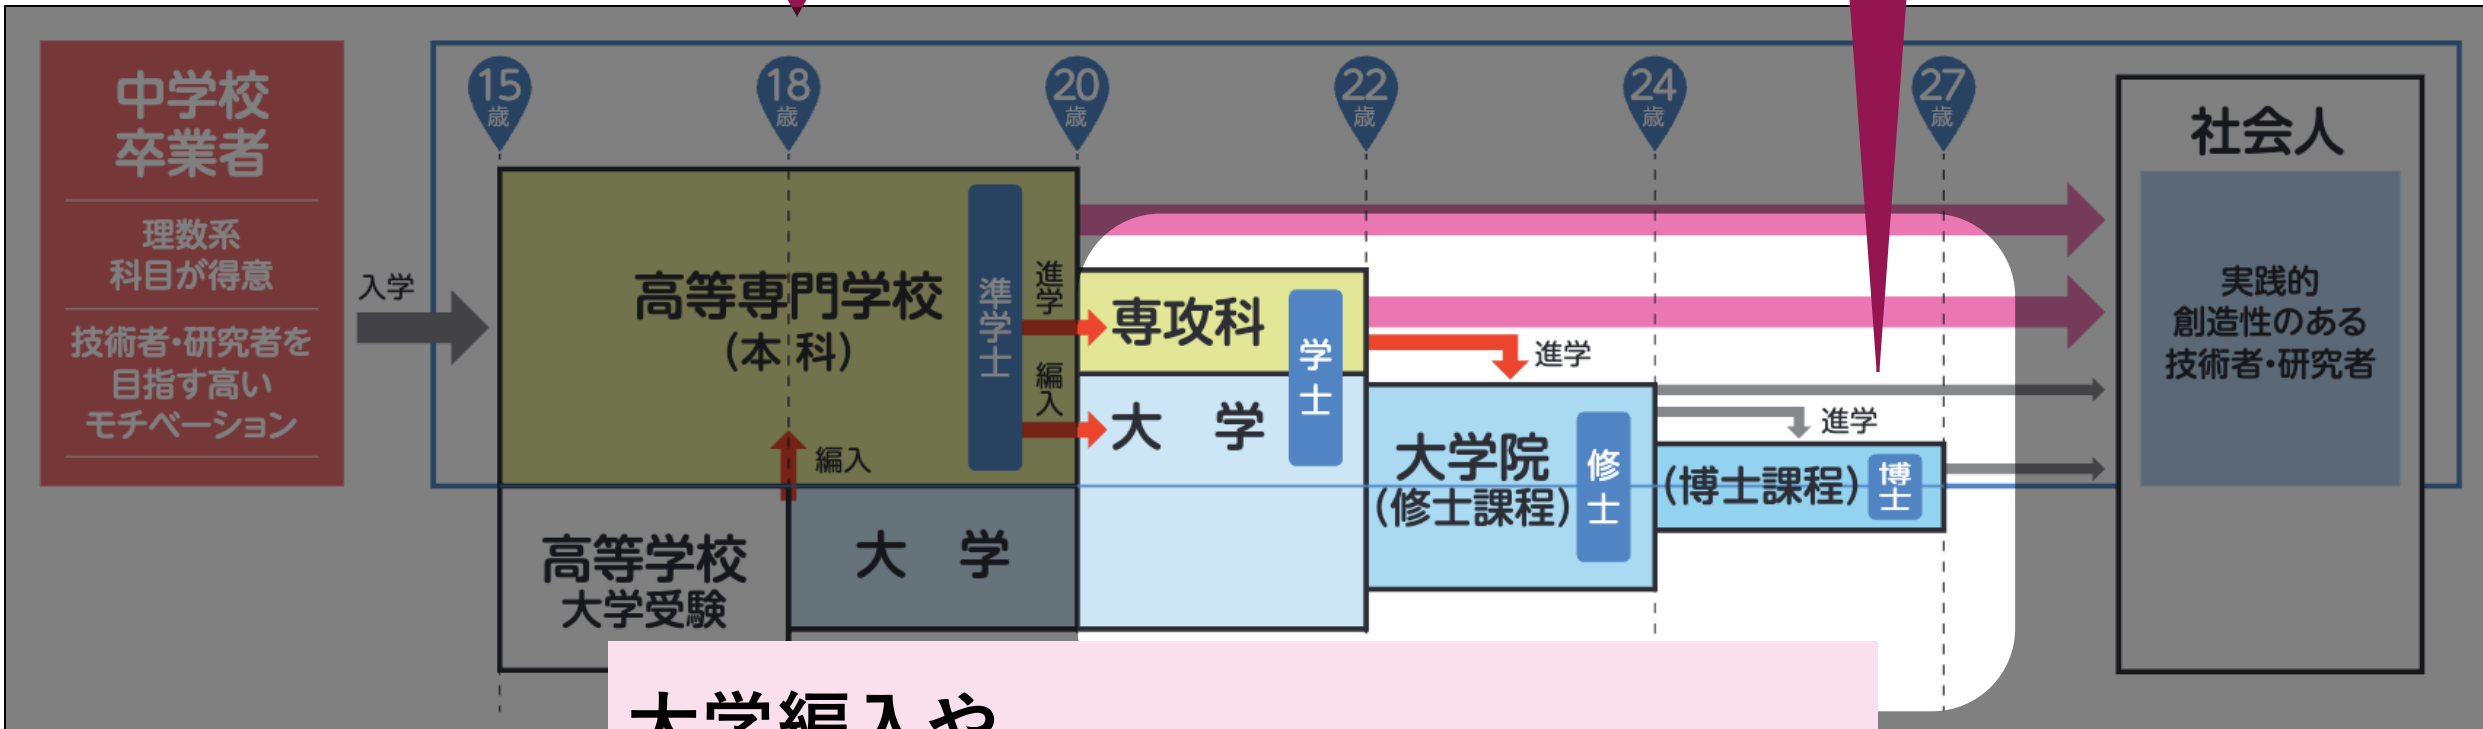 中学校
卒業者
理数系
科目が得意
技術者・研究者を
目指す高い
モチベーション
入学
15
歳
18
歳
20
歳
22
歳
24
歳
27
歳
高等専門学校
(本科)
準学士
進学
編入
編入
高等学校
大学受験
大 学
専攻科
大 学
学士
進学
大学院
(修士課程)
修士
進学
(博士課程)
博士
社会人
実践的
創造性のある
技術者・研究者
大学編入や